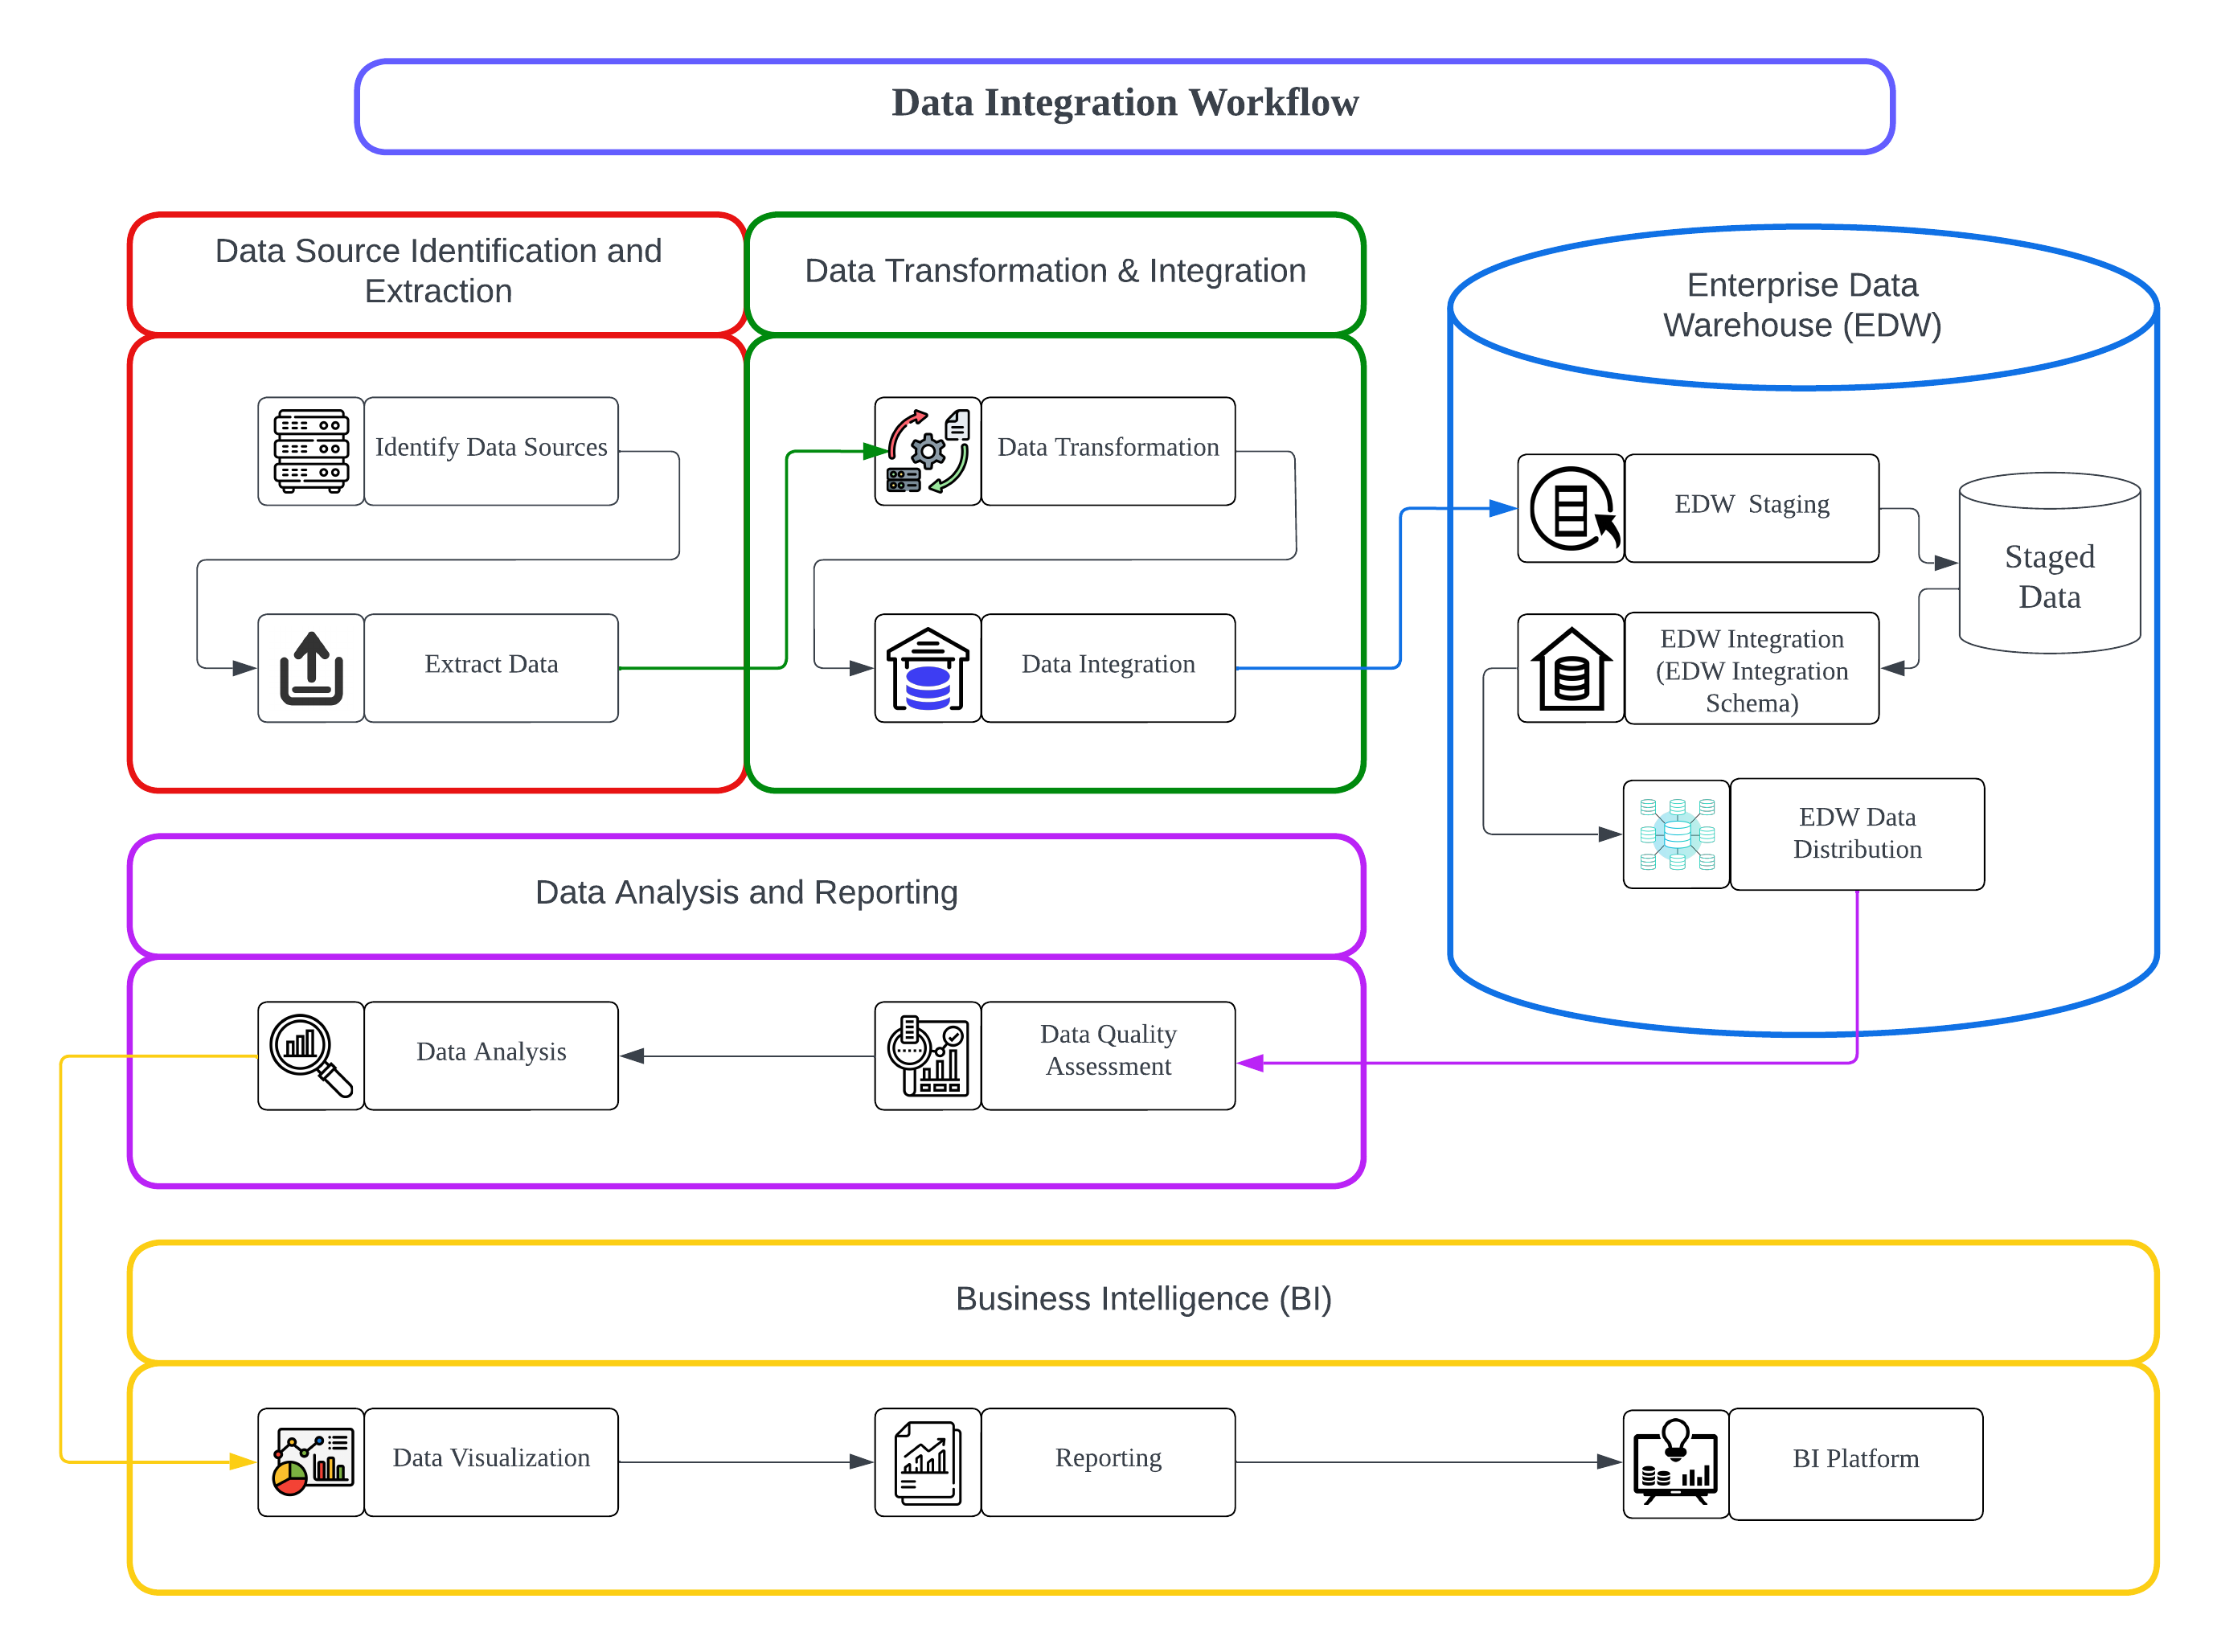 Data Integration Workflow
Data Source Identification and
Extraction
Data Transformation & Integration
Enterprise Data
Warehouse (EDW)
Identify Data Sources
Extract Data
Data Transformation
Data Integration
EDW  Staging
Staged
Data
EDW Integration
(EDW Integration
Schema)
EDW Data
Distribution
Data Analysis and Reporting
Data Analysis
Data Quality
Assessment
Business Intelligence (BI)
Data Visualization
Reporting
BI Platform